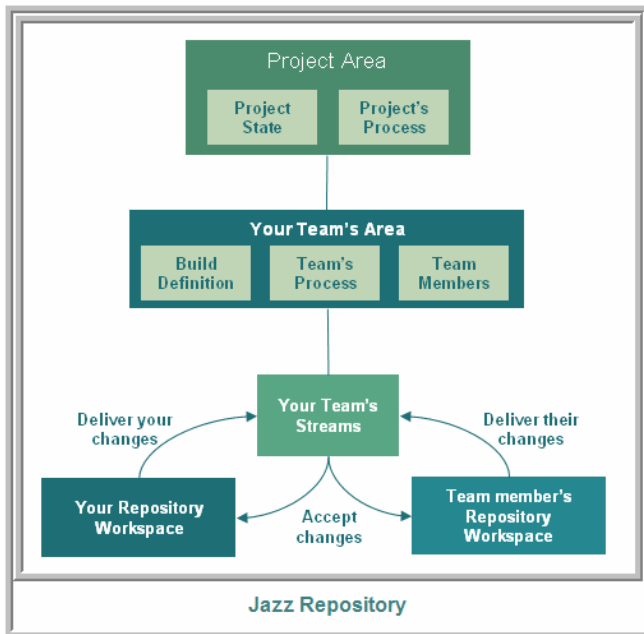 Project Area
Project
State
Project's
Process
Your Team's Area
Build
Definition
Team's
Process
Team
Members
Your Team's
Streams
Deliver your
changes
Deliver their
changes
Your Repository
Workspace
Accept
changes
Team member's
Repository
Workspace
Jazz Repository